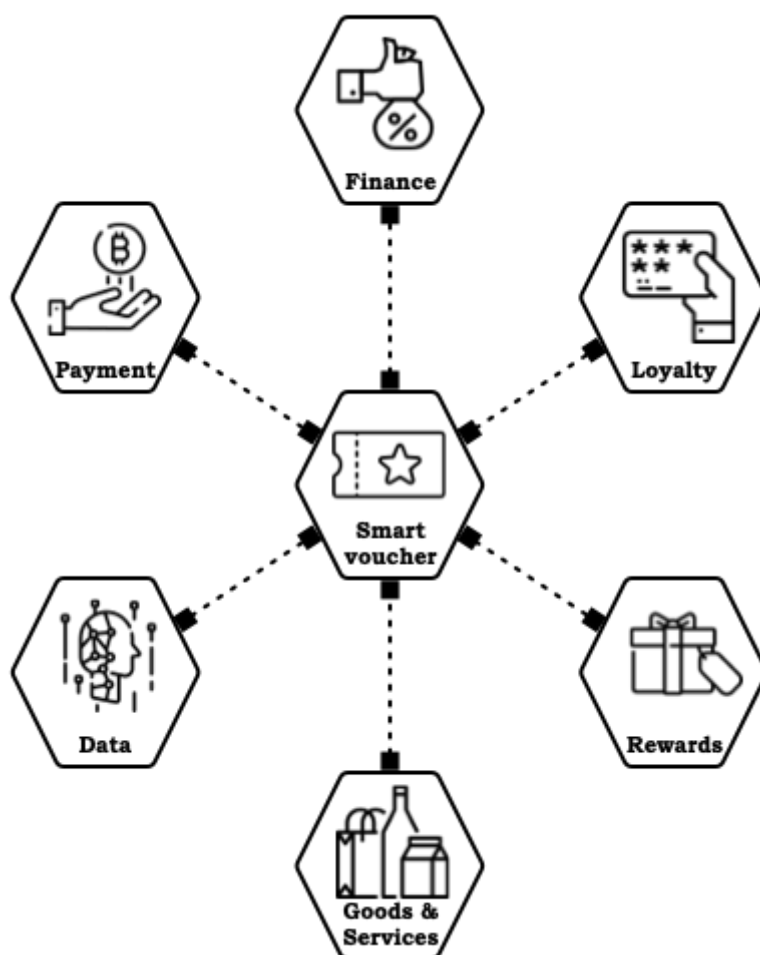 Finance
Payment
Loyalty
Smart
voucher
Data
Rewards
Goods &
Services